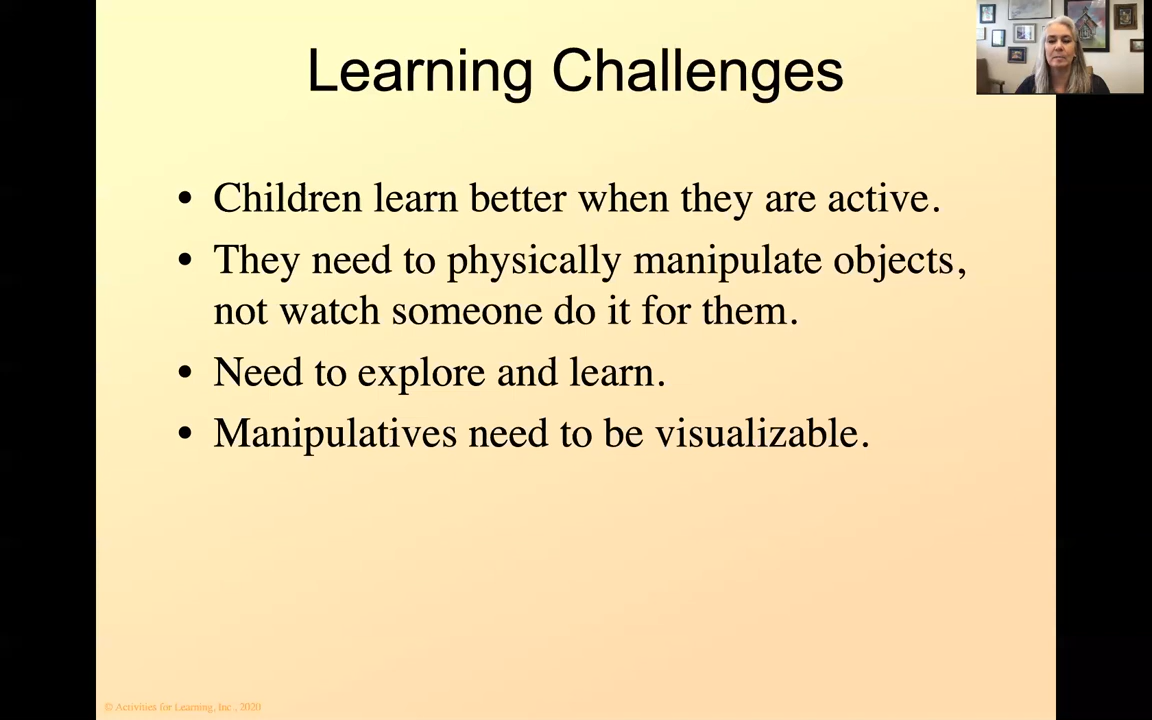 Learning Challenges
• Children learn better when they are active.
• They need to physically manipulate objects,
not watch someone do it for them.
• Need to explore and learn.
• Manipulatives need to be visualizable.
© Activities for Learning, Inc., 2020